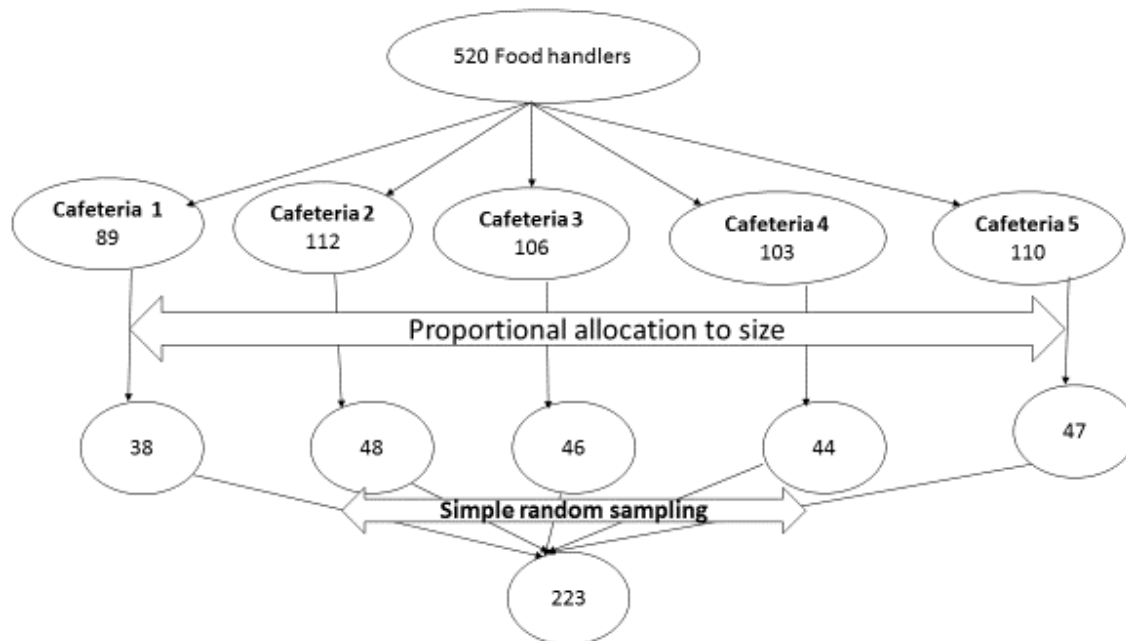 520 Food handlers
Cafeteria 1
89
Cafeteria 2
112
Cafeteria 3
106
Cafeteria 4
103
Cafeteria 5
110
Proportional allocation to size
38
48
46
44
47
Simple random sampling
223